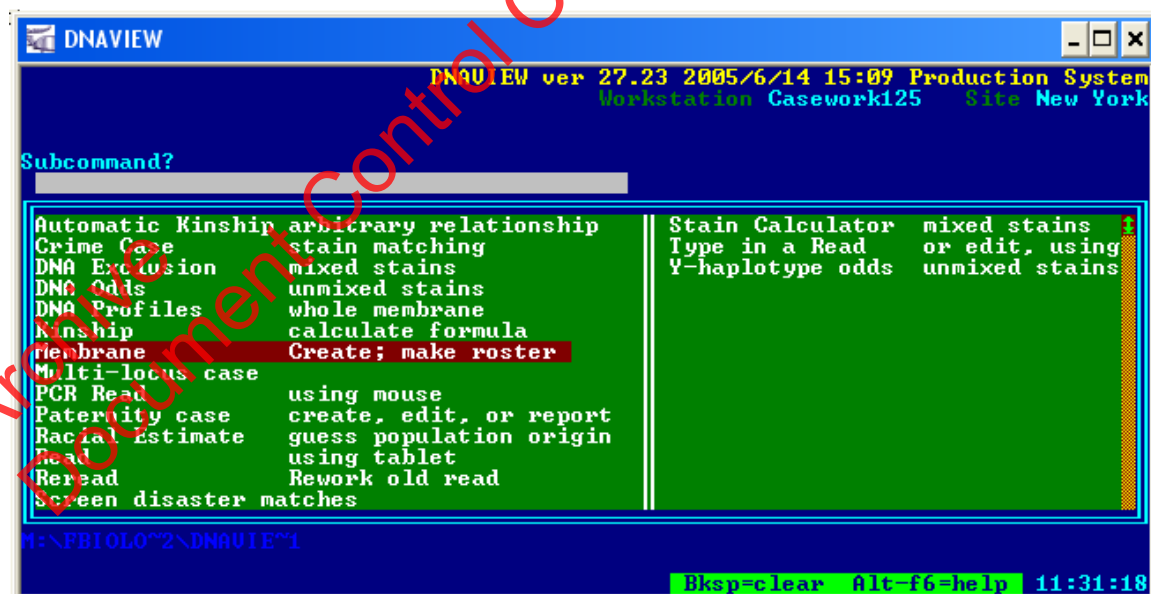 DNAVIEW
DNAVIEW ver 27.23 2005/6/14 15:09 Production System
Workstation Casework125 Site New York
Subcommand?
Automatic Kinship arbitrary relationship
Crime Case stain matching
DNA Exclusion mixed stains
DNA Odds unmixed stains
DNA Profiles whole membrane
Kinship calculate formula
Membrane Create; make roster
Multi-locus case
PCR Read using mouse
Paternity case create, edit, or report
Racial Estimate guess population origin
Read using tablet
Reread Rework old read
Screen disaster matches
Stain Calculator mixed stains
Type in a Read or edit, using
Y-haplotype odds unmixed stains
M:\FBIOLO~2\DNAVIE~1
Bksp=clear Alt-f6=help 11:31:18
Archive
Document Control